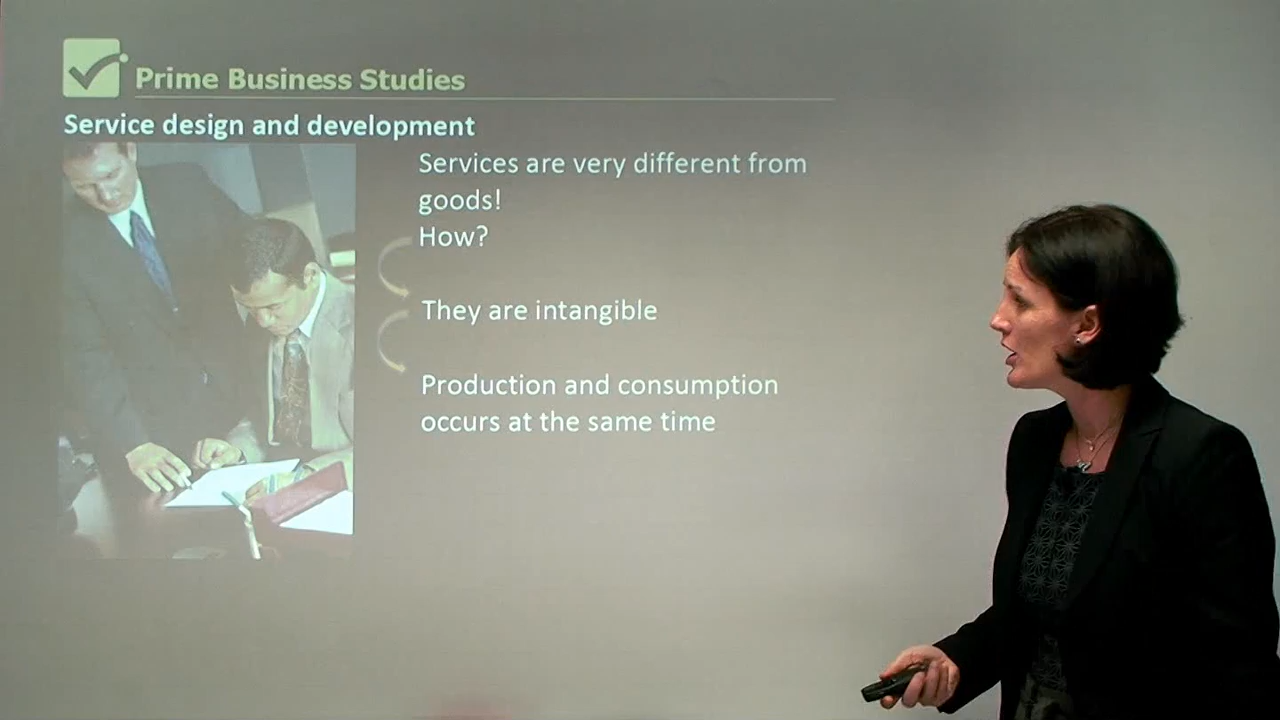 Prime Business Studies
Service design and development
Services are very different from
goods!
How?
They are intangible
Production and consumption
occurs at the same time